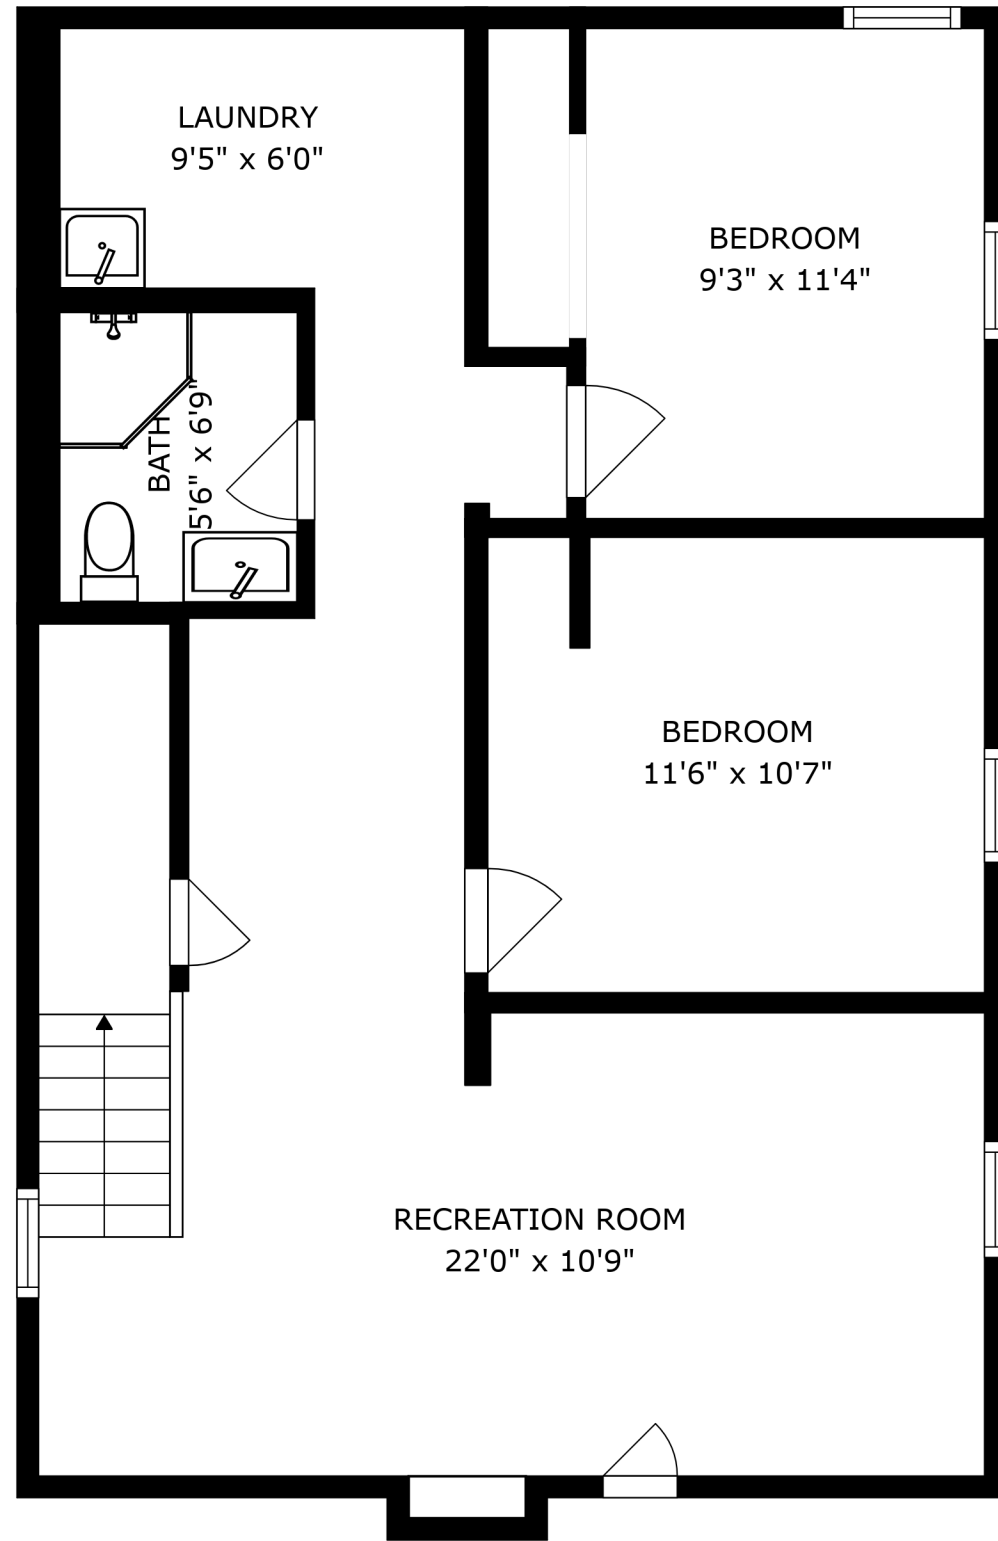 LAUNDRY
9'5" x 6'0"
BEDROOM
9'3" x 11'4"
BATH
5'6" x 6'9"
BEDROOM
11'6" x 10'7"
RECREATION ROOM
22'0" x 10'9"